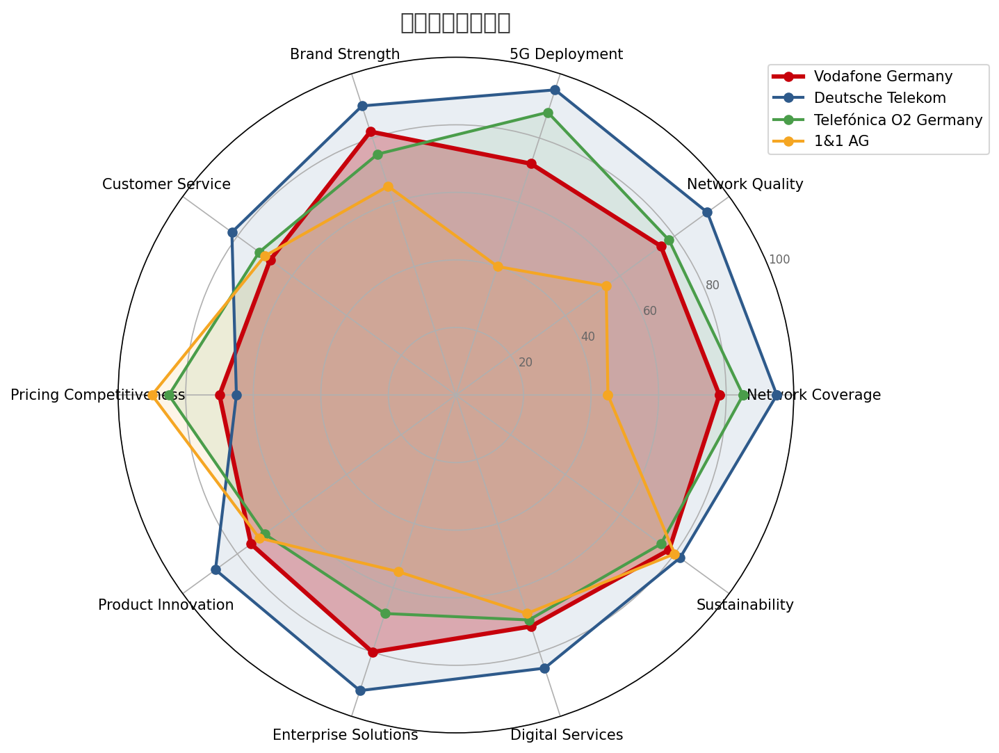 Brand Strength
5G Deployment
Vodafone Germany
Deutsche Telekom
Telefónica O2 Germany
1&1 AG
Customer Service
Network Quality
100
80
60
40
20
Pricing Competitiveness
Network Coverage
Product Innovation
Sustainability
Enterprise Solutions
Digital Services